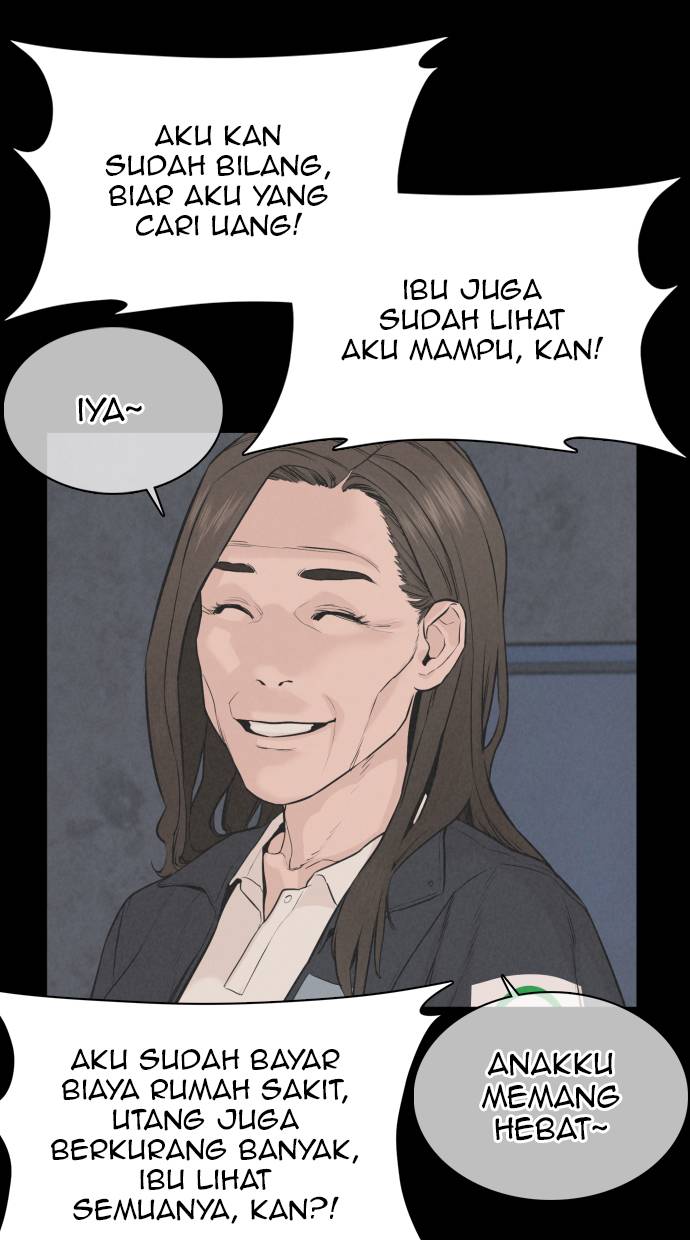 AKU KAN
SUDAH BILANG,
BIAR AKU YANG
CARI UANG!
IBU JUGA
SUDAH LIHAT
AKU MAMPU, KAN!
IYA~
AKU SUDAH BAYAR
BIAYA RUMAH SAKIT,
UTANG JUGA
BERKURANG BANYAK,
IBU LIHAT
SEMUANYA, KAN?!
ANAKKU
MEMANG
HEBAT~